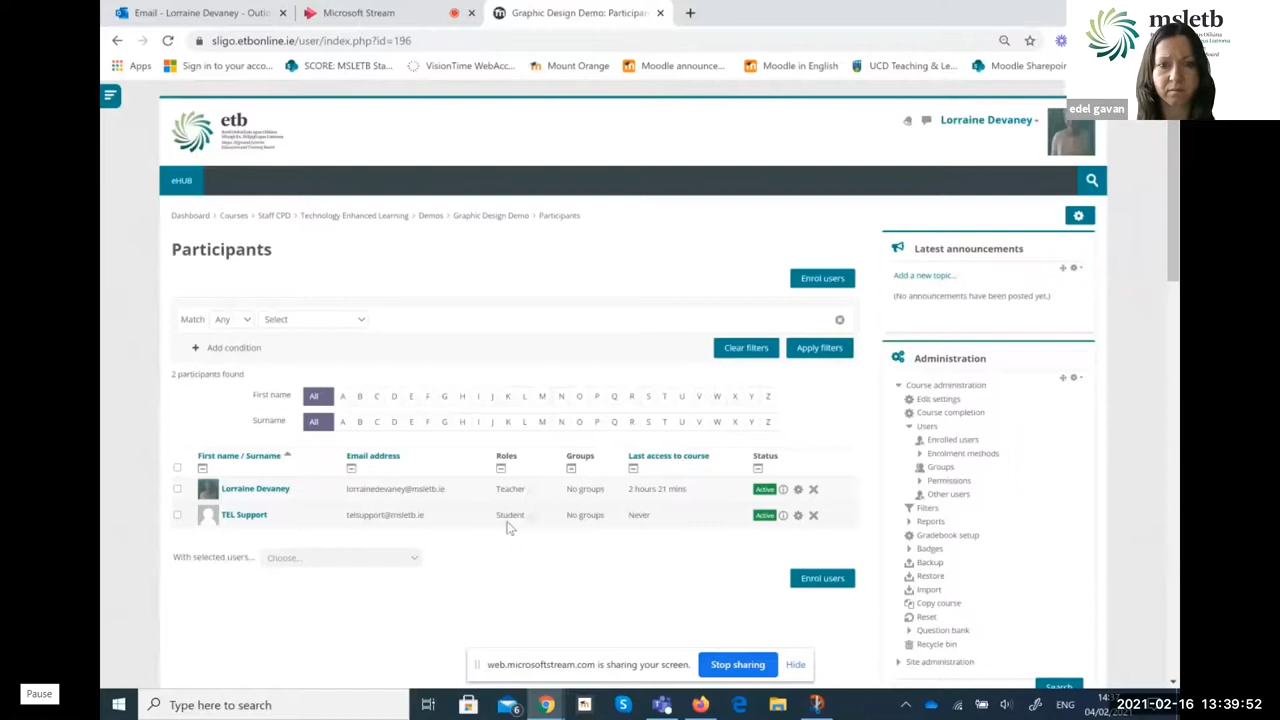 Email - Lorraine Devaney - Outlo
Microsoft Stream
Graphic Design Demo: Participan
sligo.etbonline.ie/user/index.php?id=
Apps
Sign in to your acco...
SCORE: MSLETB Sta...
VisionTime WebAcc...
Mount Orange
Moodle announce...
Moodle in English
UCD Teaching & Le...
Moodle Sharepoin
msletb
edel gavan
etb
Lorraine Devaney
eHUB
Dashboard > Courses > Staff CPD > Technology Enhanced Learning > Demos > Graphic Design Demo > Participants
Participants
Enrol users
Match Any Select
Add condition
Clear filters
Apply filters
2 participants found
First name All A B C D E F G H I J K L M N O P Q R S T U V W X Y Z
Surname All A B C D E F G H I J K L M N O P Q R S T U V W X Y Z
First name / Surname Email address Roles Groups Last access to course Status
Lorraine Devaney lorrainedevaney@msletb.ie Teacher No groups 2 hours 21 mins Active
TEL Support telsupport@msletb.ie Student No groups Never Active
With selected users... Choose...
Enrol users
Latest announcements
Add a new topic...
(No announcements have been posted yet.)
Administration
Course administration
Edit settings
Course completion
Users
Enrolled users
Enrolment methods
Groups
Permissions
Other users
Filters
Reports
Gradebook setup
Badges
Backup
Restore
Import
Copy course
Reset
Question bank
Recycle bin
Site administration
Search
web.microsoftstream.com is sharing your screen.
Stop sharing
Hide
Pause
Type here to search
6
ENG
2021-02-16 13:39:52